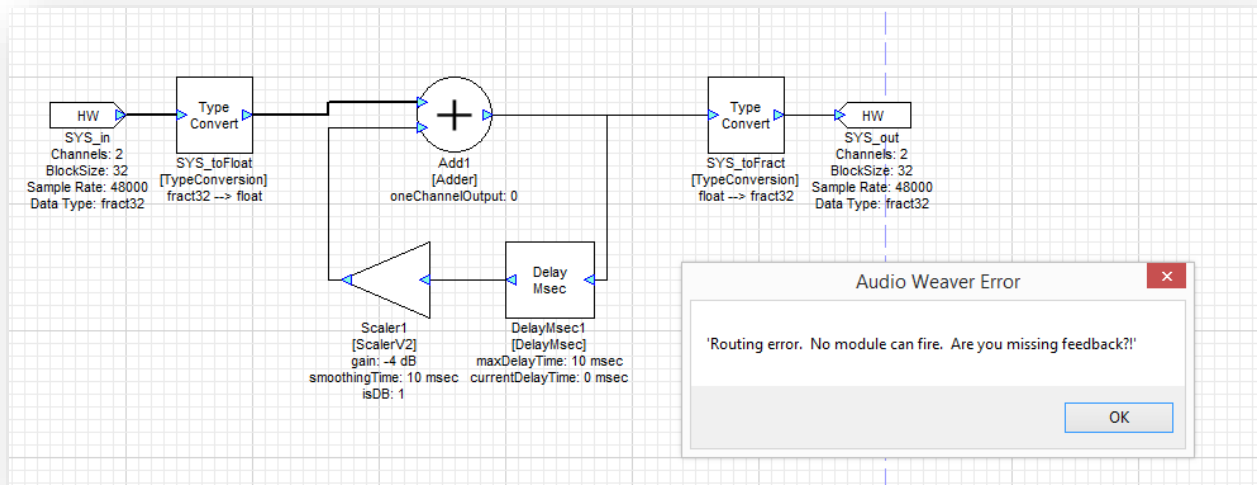 HW
SYS_in
Channels: 2
BlockSize: 32
Sample Rate: 48000
Data Type: fract32
Type
Convert
SYS_toFloat
[TypeConversion]
fract32 --> float
+
Add1
[Adder]
oneChannelOutput: 0
Type
Convert
SYS_toFract
[TypeConversion]
float --> fract32
HW
SYS_out
Channels: 2
BlockSize: 32
Sample Rate: 48000
Data Type: fract32
Scaler1
[ScalerV2]
gain: -4 dB
smoothingTime: 10 msec
isDB: 1
Delay
Msec
DelayMsec1
[DelayMsec]
maxDelayTime: 10 msec
currentDelayTime: 0 msec
Audio Weaver Error
'Routing error.  No module can fire.  Are you missing feedback?!'
OK